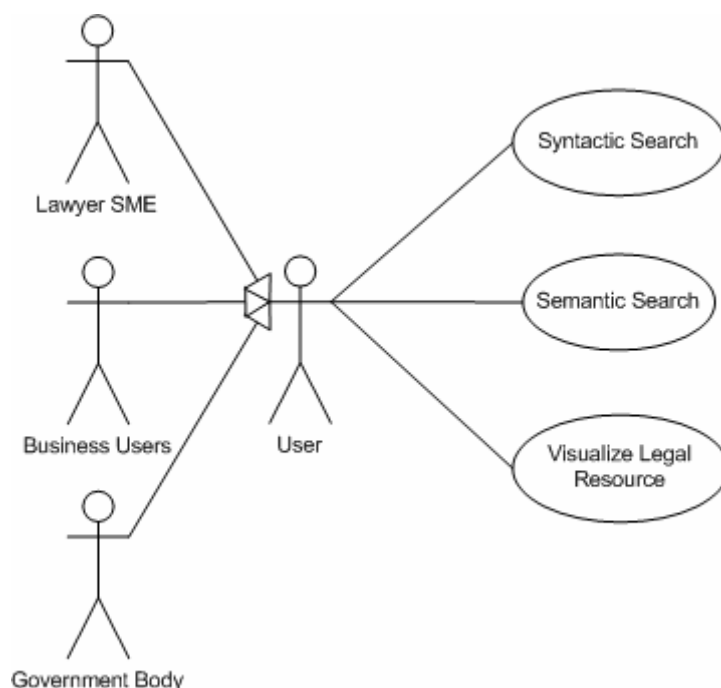 Lawyer SME
Syntactic Search
Semantic Search
Business Users
User
Visualize Legal
Resource
Government Body